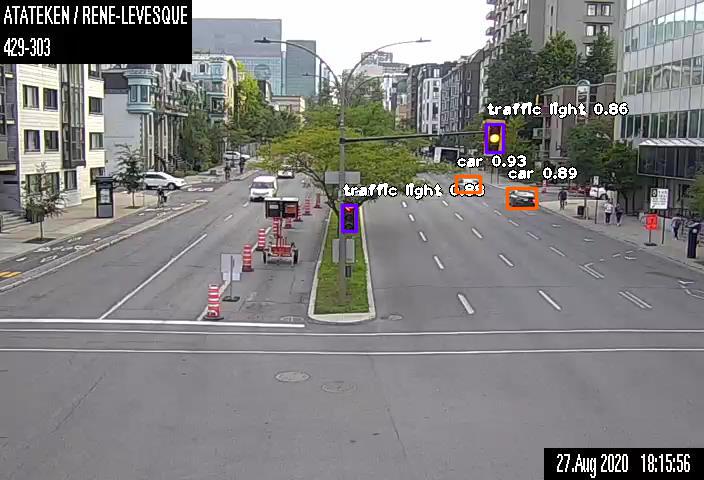 ATATEKEN / RENE-LEVESQUE
429-303
traffic light 0.86
car 0.93
car 0.89
traffic light
27.Aug 2020 18:15:56